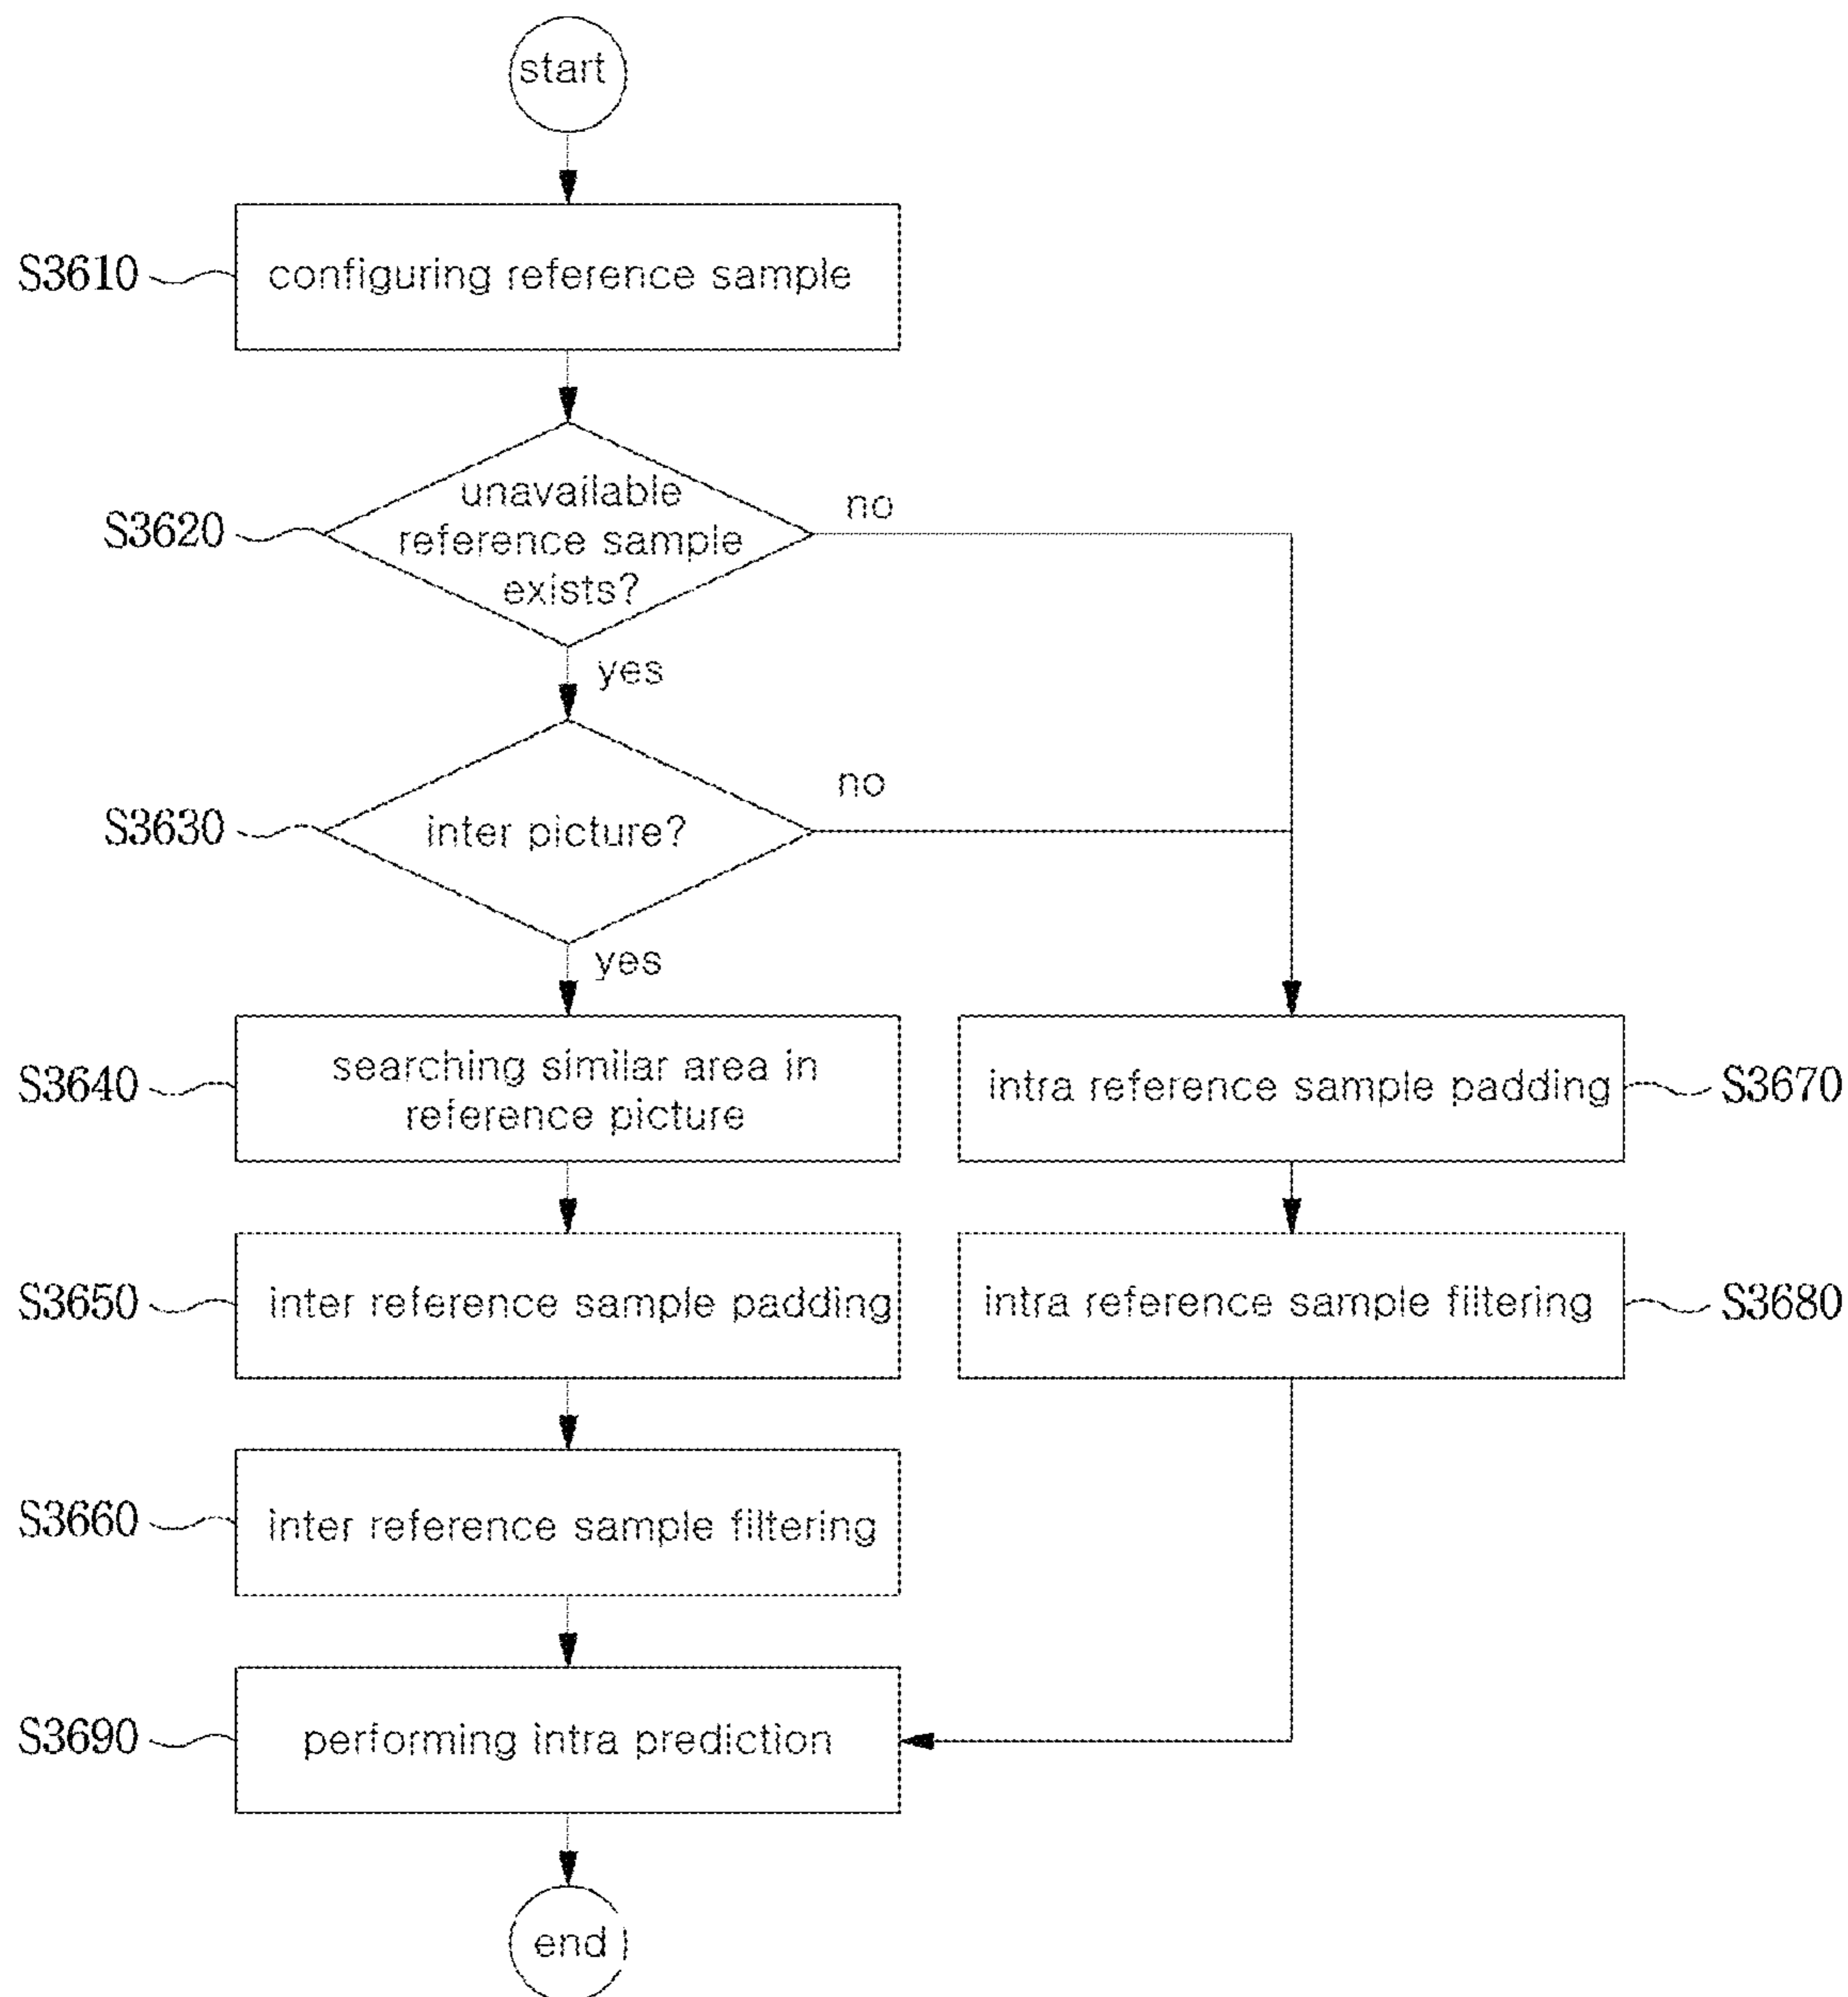 start
S3610
configuring reference sample
S3620
unavailable
reference sample
exists?
no
yes
S3630
inter picture?
no
yes
S3640
searching similar area in
reference picture
intra reference sample padding
S3670
S3650
inter reference sample padding
intra reference sample filtering
S3680
S3660
inter reference sample filtering
S3690
performing intra prediction
end